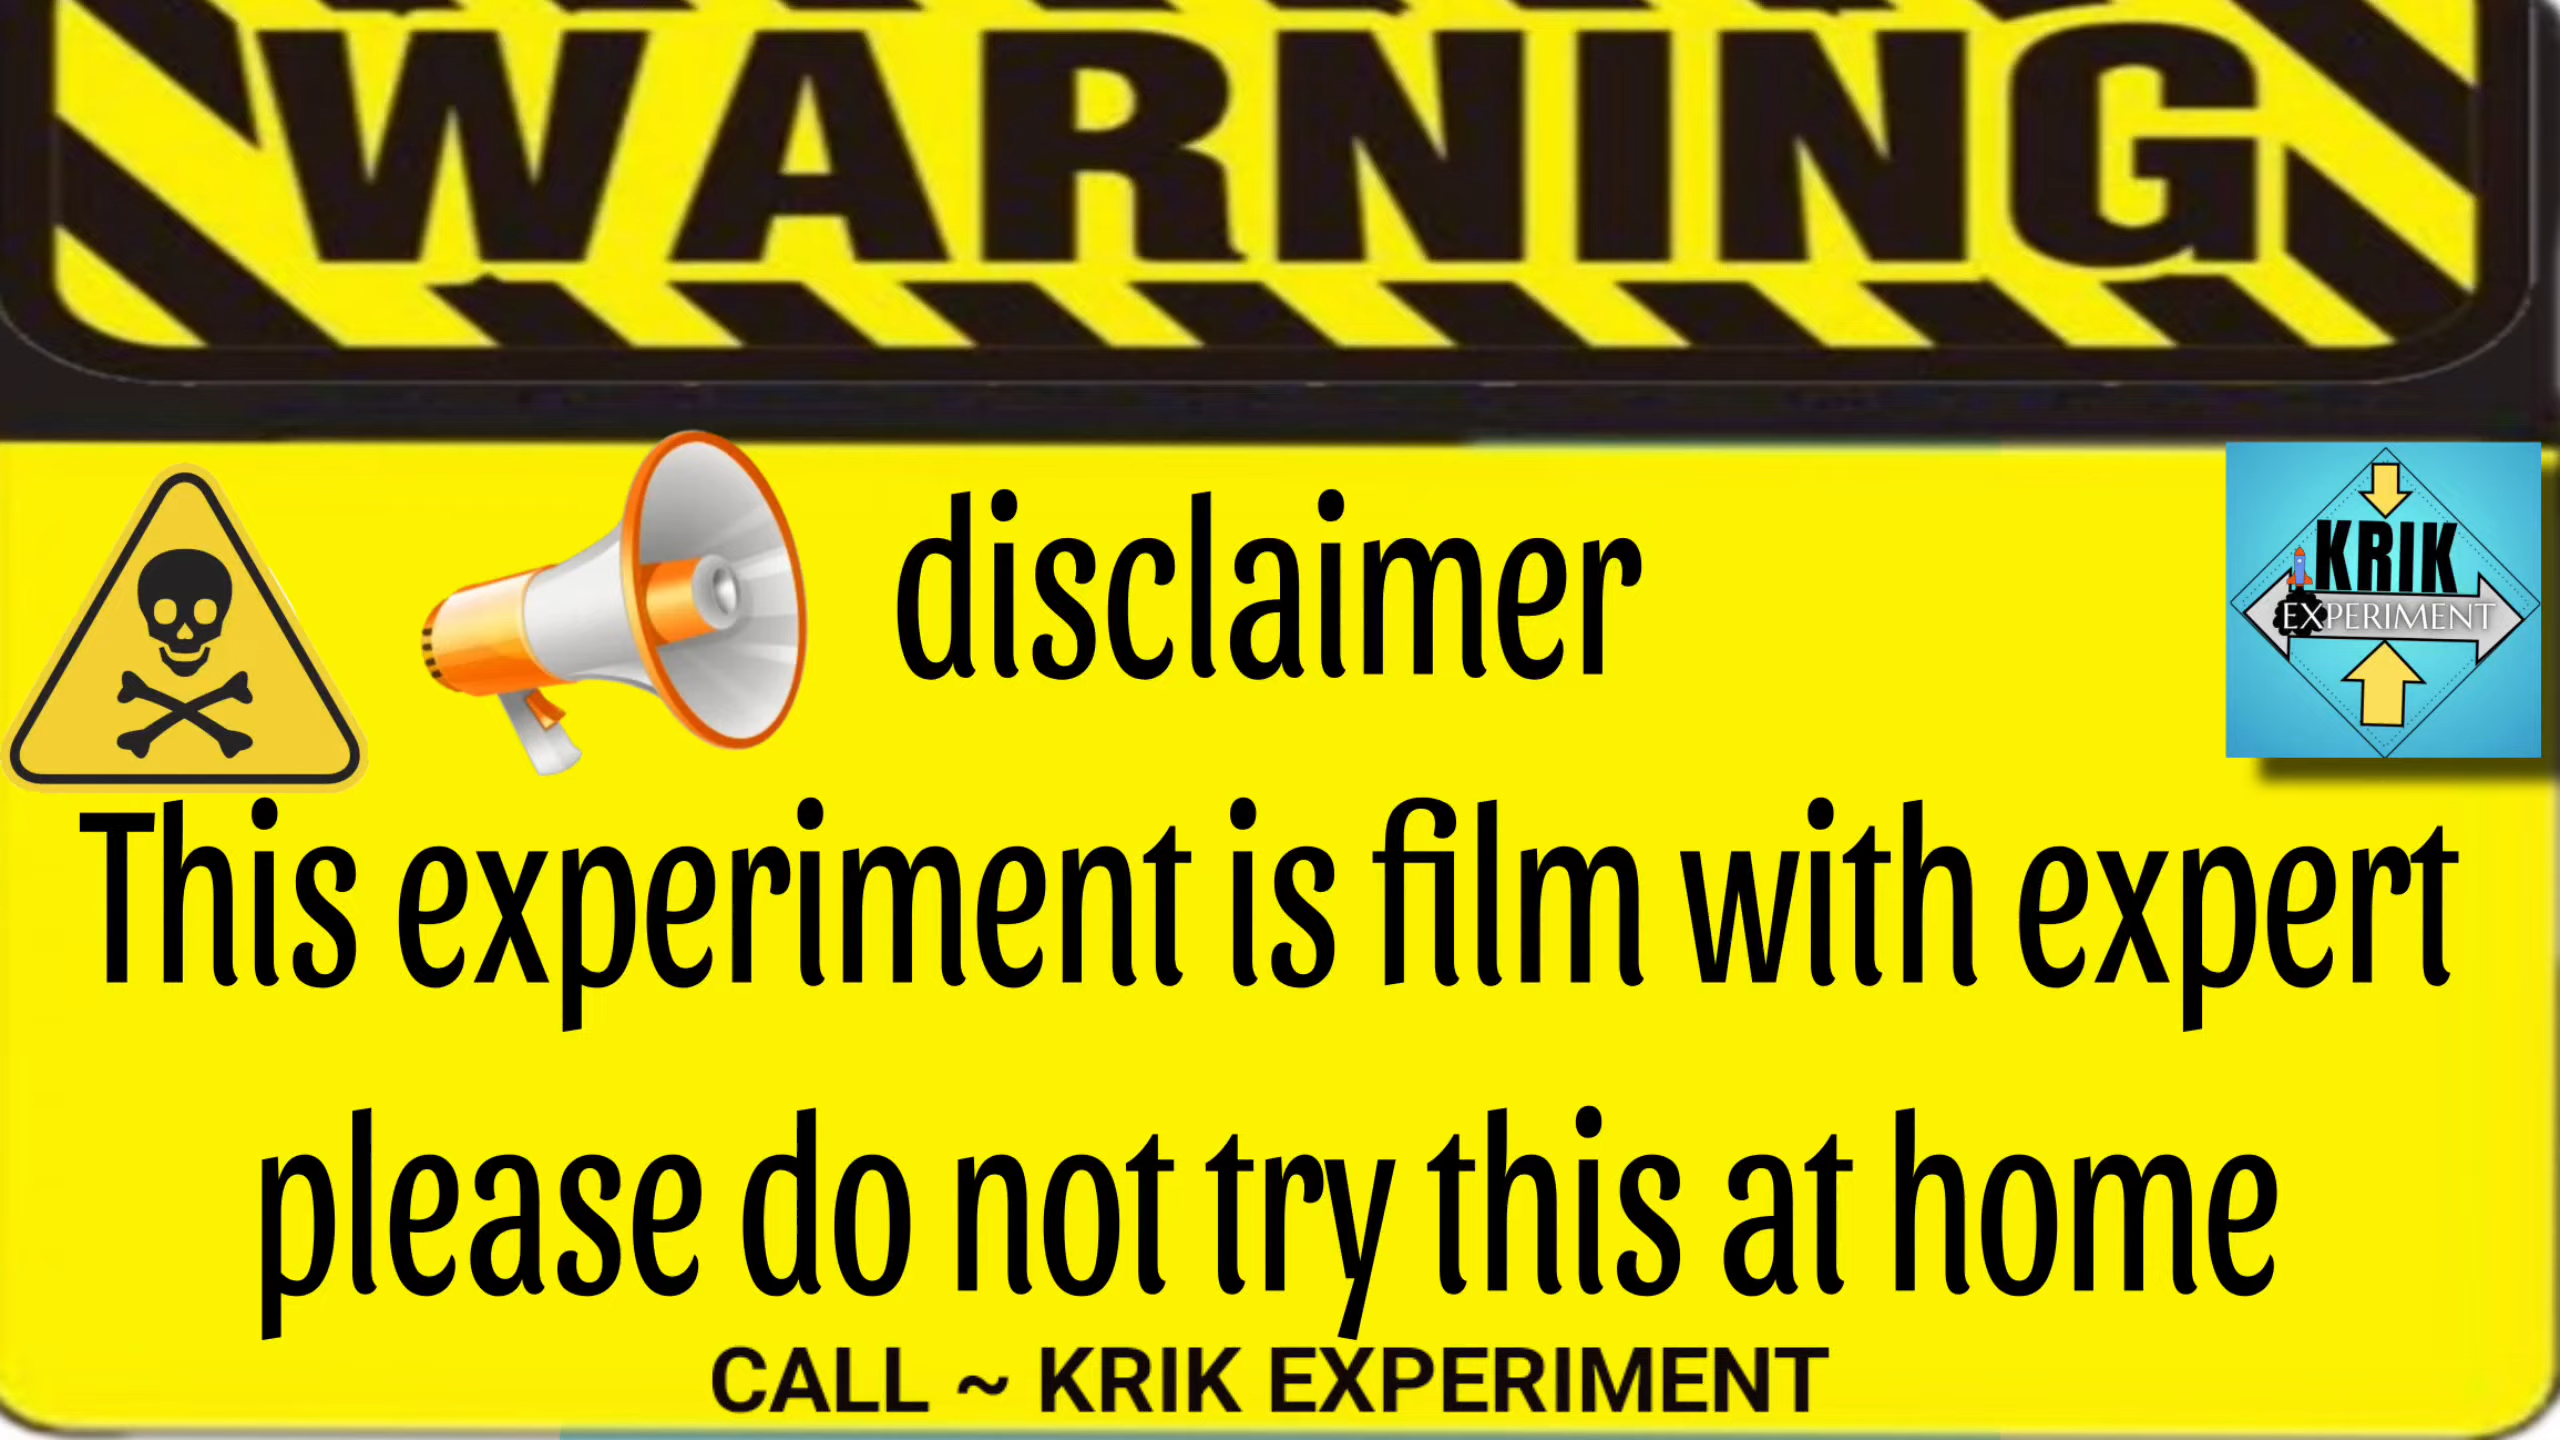 WARNING
disclaimer
KRIK
EXPERIMENT
This experiment is film with expert
please do not try this at home
CALL ~ KRIK EXPERIMENT